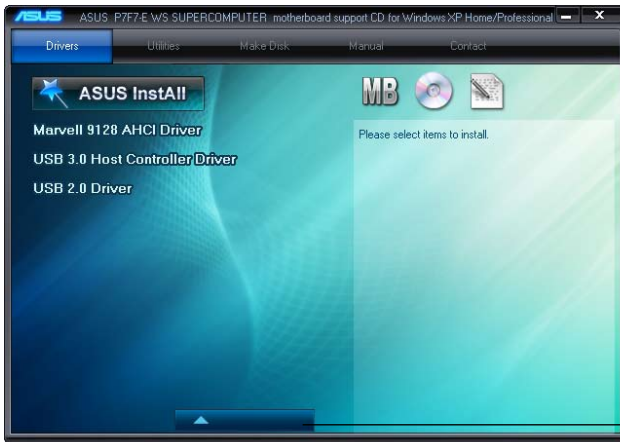 ASUS ASUS P7F7-E WS SUPERCOMPUTER motherboard support CD for Windows XP Home/Professional
Drivers Utilities Make Disk Manual Contact
ASUS InstAll
MB
Marvell 9128 AHCI Driver
Please select items to install.
USB 3.0 Host Controller Driver
USB 2.0 Driver